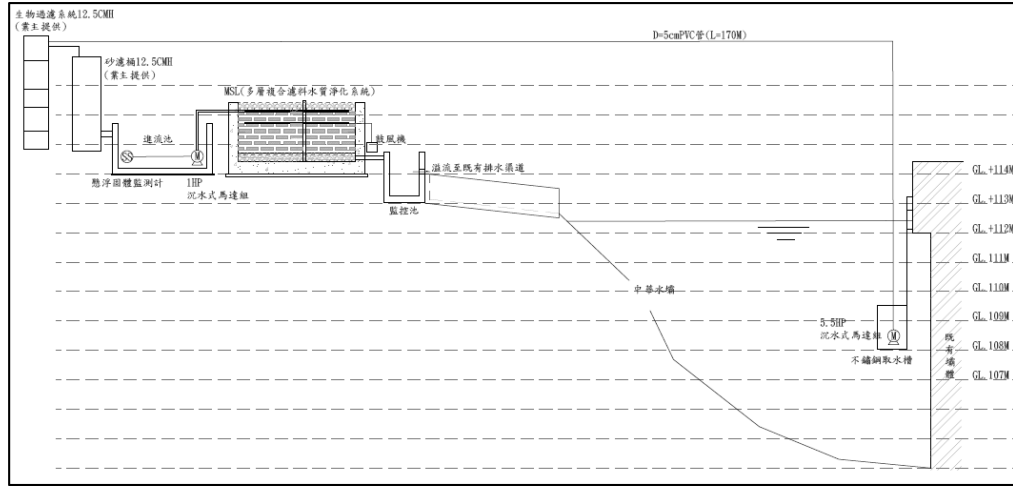 生物過濾系統12.5CMH
(業主提供)
D=5cmPVC管(L=170M)
砂濾桶12.5CMH
(業主提供)
MSL(多層複合濾料水質淨化系統)
進流池
鼓風機
SS
M
懸浮固體監測計
1HP
沉水式馬達組
溢流至既有排水渠道
監控池
GL.+114M
GL.+113M
GL.+112M
GL.111M
GL.110M
GL.109M
GL.108M
GL.107M
中華水塘
5.5HP
沉水式馬達組
M
不鏽鋼取水槽
既有壩體